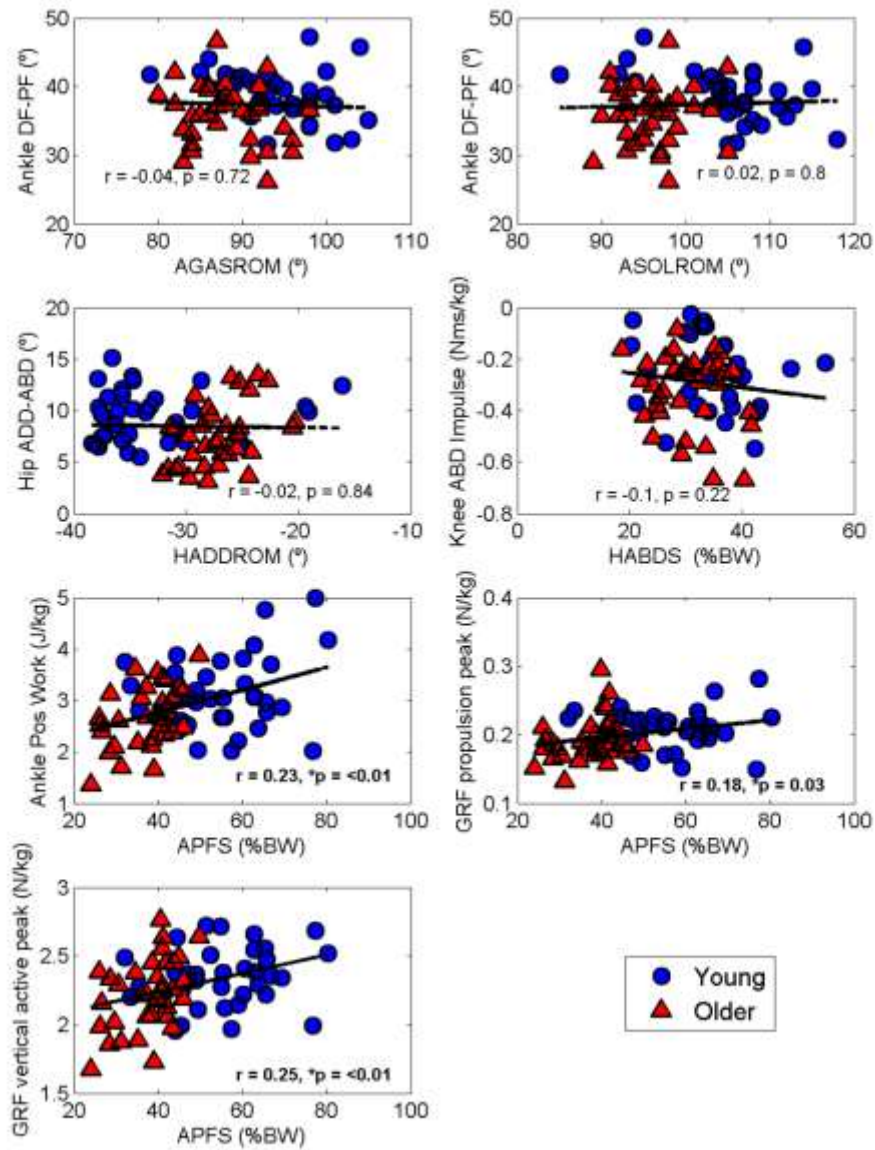 50
40
30
20
Ankle DF-PF (º)
r = -0.04, p = 0.72
70 80 90 100 110
AGASROM (º)
50
40
30
20
Ankle DF-PF (º)
r = 0.02, p = 0.8
80 90 100 110 120
ASOLROM (º)
20
15
10
5
0
Hip ADD-ABD (º)
r = -0.02, p = 0.84
-40 -30 -20 -10
HADDROM (º)
0
-0.2
-0.4
-0.6
-0.8
Knee ABD Impulse (Nms/kg)
r = -0.1, p = 0.22
0 20 40 60
HABDS (%BW)
5
4
3
2
1
Ankle Pos Work (J/kg)
r = 0.23, *p = <0.01
20 40 60 80 100
APFS (%BW)
0.4
0.3
0.2
0.1
GRF propulsion peak (N/kg)
r = 0.18, *p = 0.03
20 40 60 80 100
APFS (%BW)
3
2.5
2
1.5
GRF vertical active peak (N/kg)
r = 0.25, *p = <0.01
20 40 60 80 100
APFS (%BW)
Young
Older